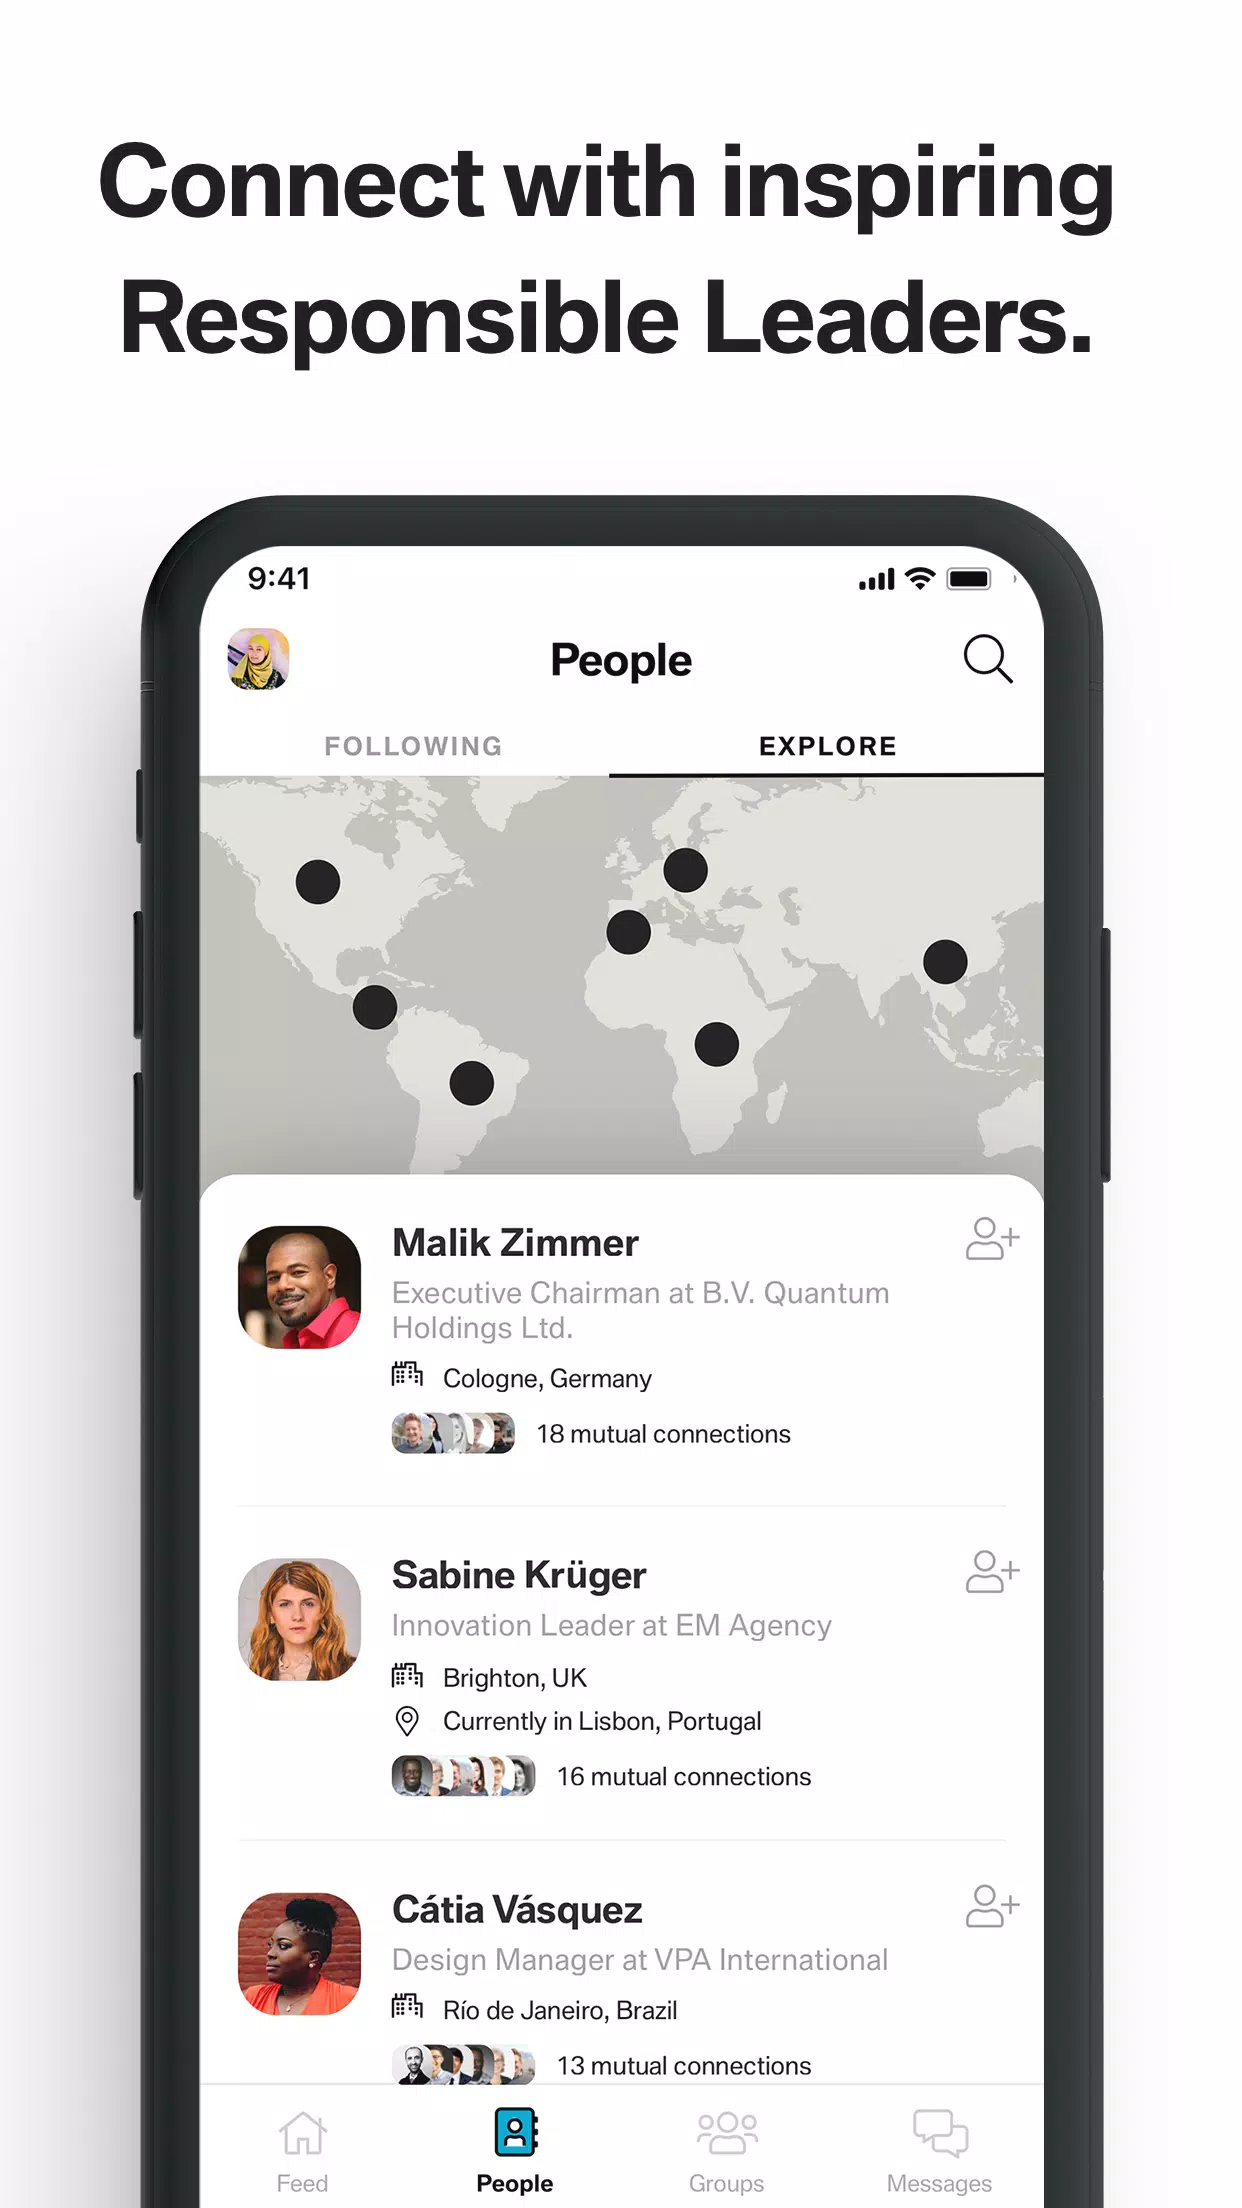 Connect with inspiring
Responsible Leaders.
9:41
People
FOLLOWING
EXPLORE
Malik Zimmer
Executive Chairman at B.V. Quantum
Holdings Ltd.
Cologne, Germany
18 mutual connections
Sabine Krüger
Innovation Leader at EM Agency
Brighton, UK
Currently in Lisbon, Portugal
16 mutual connections
Cátia Vásquez
Design Manager at VPA International
Río de Janeiro, Brazil
13 mutual connections
Feed
People
Groups
Messages